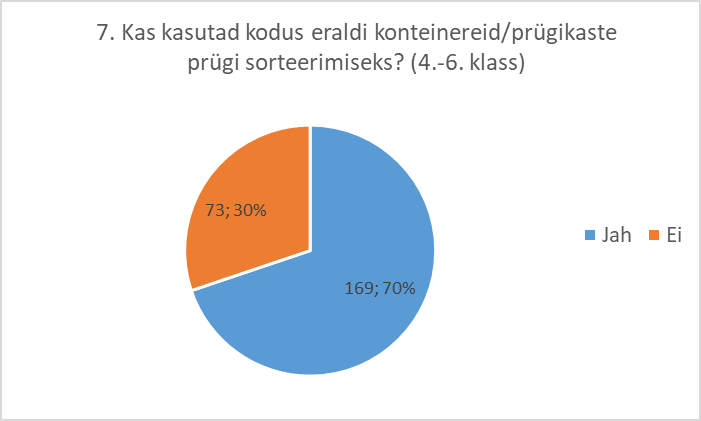 7. Kas kasutad kodus eraldi konteinereid/prügikaste
prügi sorteerimiseks? (4.-6. klass)
73; 30%
169; 70%
Jah
Ei